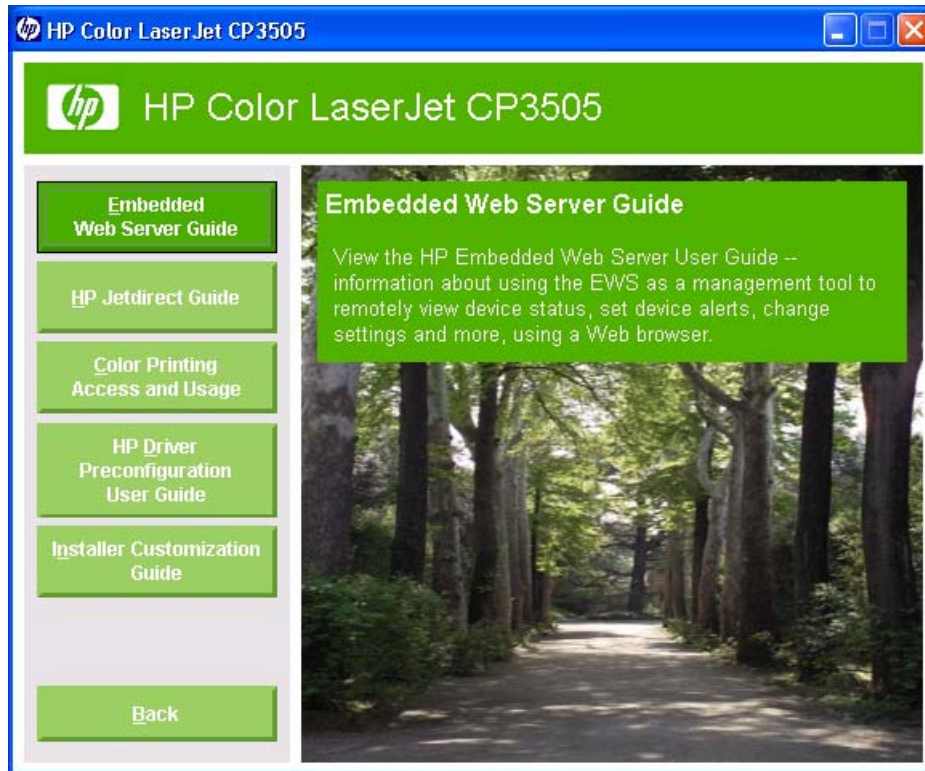 HP Color LaserJet CP3505
hp
HP Color LaserJet CP3505
Embedded
Web Server Guide
HP Jetdirect Guide
Color Printing
Access and Usage
HP Driver
Preconfiguration
User Guide
Installer Customization
Guide
Back
Embedded Web Server Guide
View the HP Embedded Web Server User Guide --
information about using the EWS as a management tool to
remotely view device status, set device alerts, change
settings and more, using a Web browser.